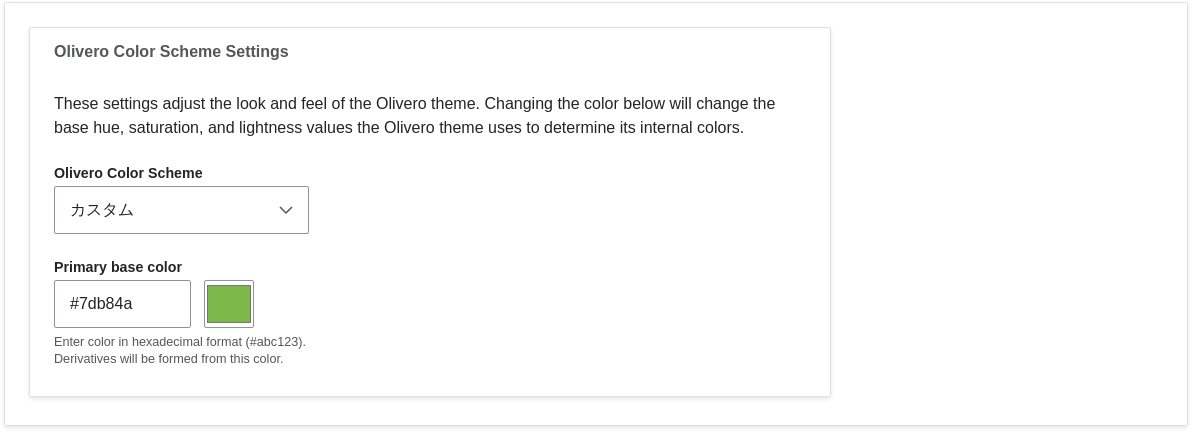 Olivero Color Scheme Settings
These settings adjust the look and feel of the Olivero theme. Changing the color below will change the
base hue, saturation, and lightness values the Olivero theme uses to determine its internal colors.
Olivero Color Scheme
カスタム
Primary base color
#7db84a
Enter color in hexadecimal format (#abc123).
Derivatives will be formed from this color.